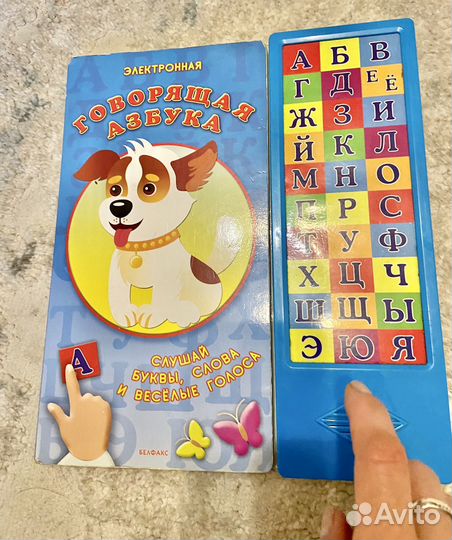 ЭЛЕКТРОННАЯ
ГОВОРЯЩАЯ
АЗБУКА
А
СЛУШАЙ
БУКВЫ, СЛОВА
И ВЕСЁЛЫЕ ГОЛОСА
БЕЛФАКС
А Б В
Г Д Е Ё
Ж З И
Й К Л
М Н О
П Р С
Т У Ф
Х Ц Ч
Ш Щ Ы
Э Ю Я
Avito